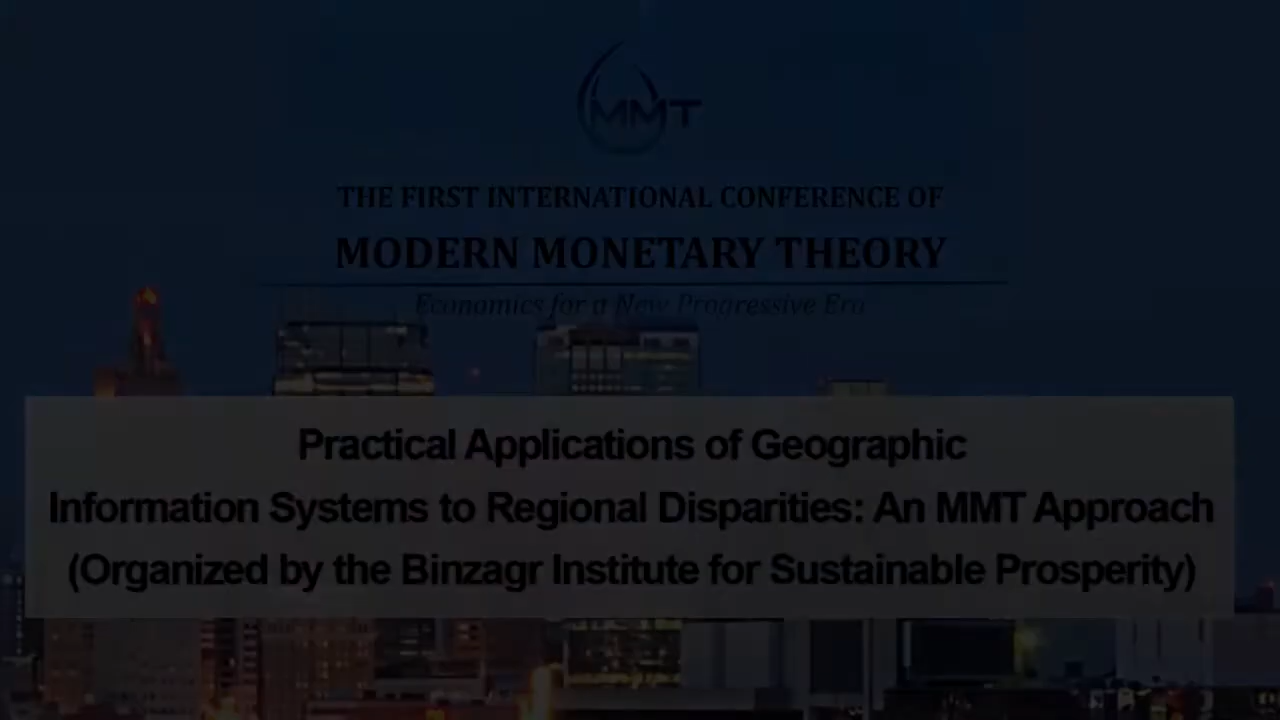 MMT
THE FIRST INTERNATIONAL CONFERENCE OF
MODERN MONETARY THEORY
Economics for a New Progressive Era
Practical Applications of Geographic
Information Systems to Regional Disparities: An MMT Approach
(Organized by the Binzagr Institute for Sustainable Prosperity)